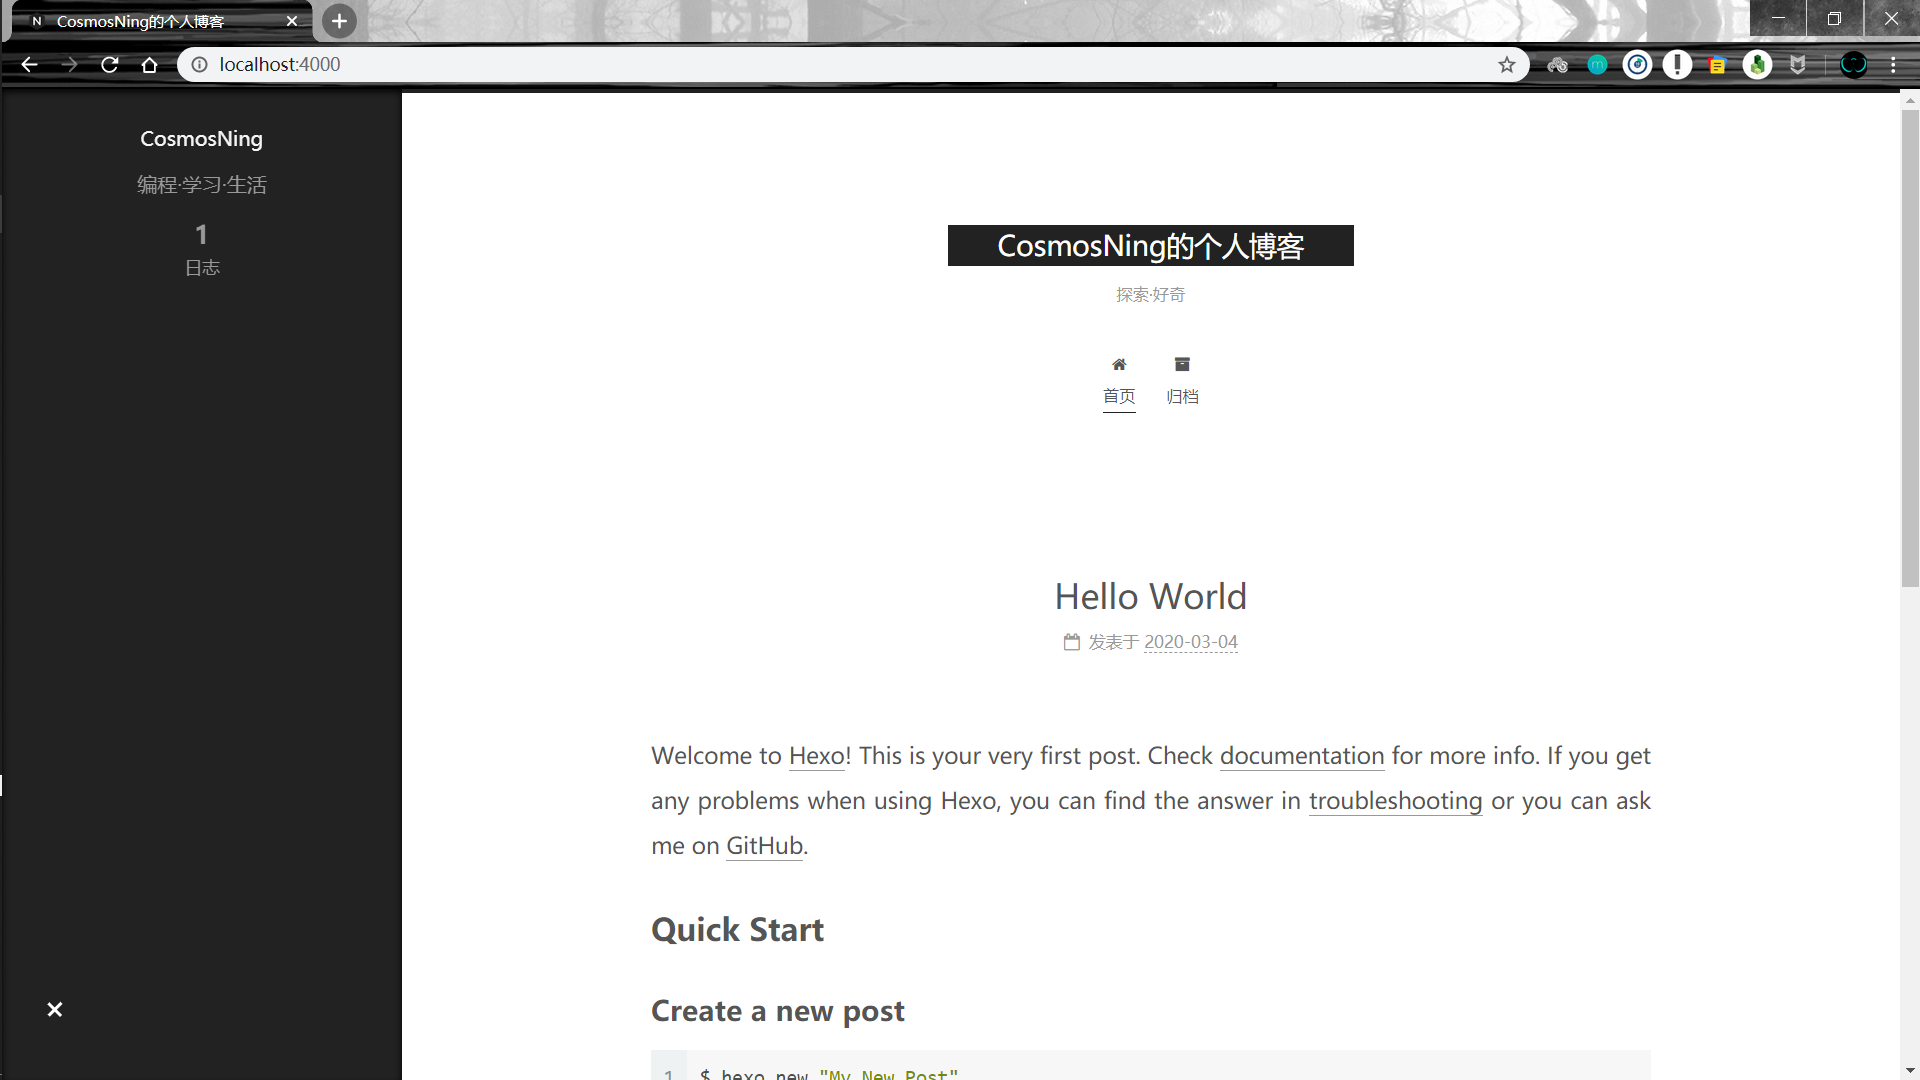 CosmosNing的个人博客
localhost:4000
CosmosNing
编程·学习·生活
1
日志
CosmosNing的个人博客
探索·好奇
首页 归档
Hello World
发表于 2020-03-04
Welcome to Hexo! This is your very first post. Check documentation for more info. If you get
any problems when using Hexo, you can find the answer in troubleshooting or you can ask
me on GitHub.
Quick Start
Create a new post
1 $ hexo new "My New Post"